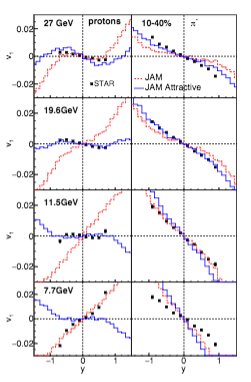 27 GeV protons 10-40% π⁻
0.02
0
−0.02
v₁
STAR
JAM
JAM Attractive
19.6GeV
0.02
0
−0.02
v₁
11.5GeV
0.02
0
−0.02
v₁
7.7GeV
0.02
0
−0.02
v₁
−1 0 1 −1 0 1
y y